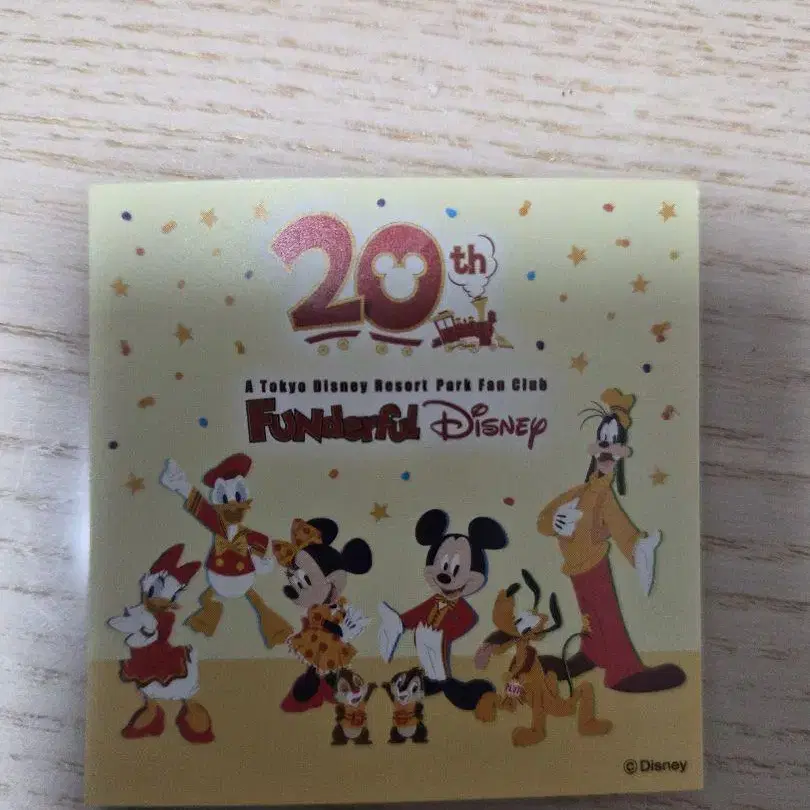 20th
A Tokyo Disney Resort Park Fan Club
FUNderful Disney
PLUTO
©Disney